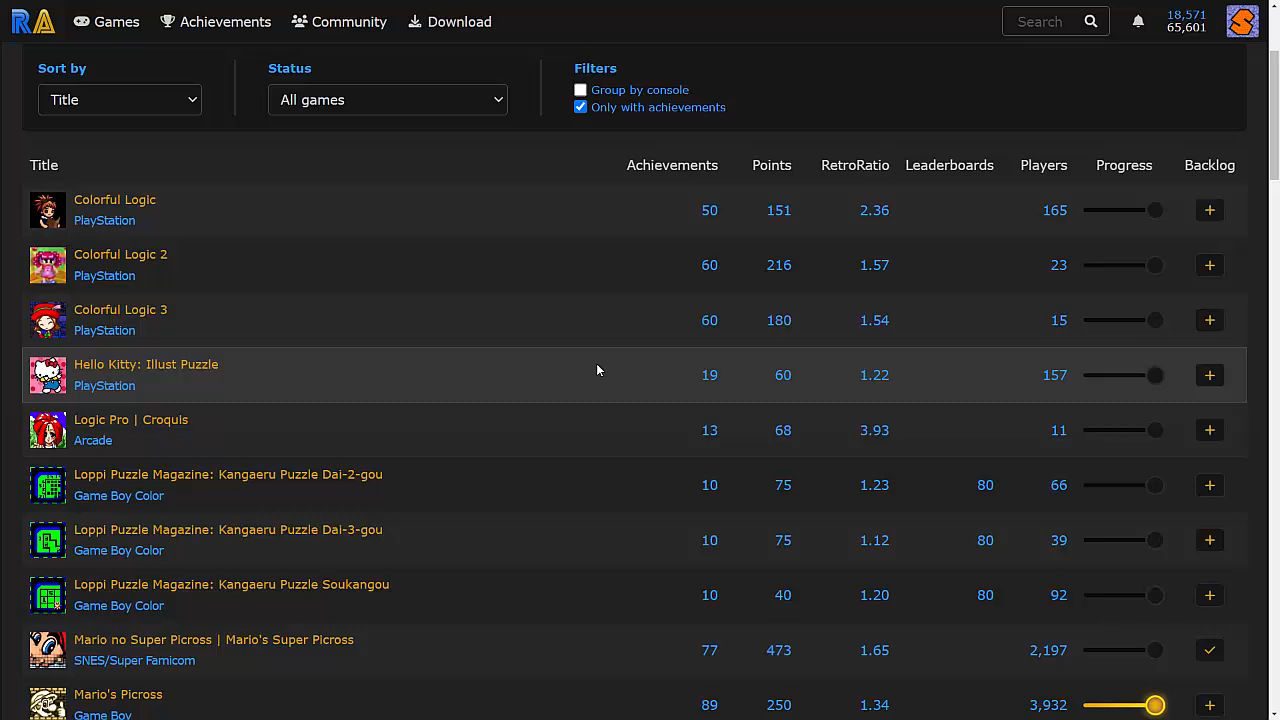 RA Games Achievements Community Download Search 18,571
65,601
Sort by Status Filters
Title All games Group by console
Only with achievements
Title Achievements Points RetroRatio Leaderboards Players Progress Backlog
Colorful Logic
PlayStation 50 151 2.36 165 +
Colorful Logic 2
PlayStation 60 216 1.57 23 +
Colorful Logic 3
PlayStation 60 180 1.54 15 +
Hello Kitty: Illust Puzzle
PlayStation 19 60 1.22 157 +
Logic Pro | Croquis
Arcade 13 68 3.93 11 +
Loppi Puzzle Magazine: Kangaeru Puzzle Dai-2-gou
Game Boy Color 10 75 1.23 80 66 +
Loppi Puzzle Magazine: Kangaeru Puzzle Dai-3-gou
Game Boy Color 10 75 1.12 80 39 +
Loppi Puzzle Magazine: Kangaeru Puzzle Soukangou
Game Boy Color 10 40 1.20 80 92 +
Mario no Super Picross | Mario's Super Picross
SNES/Super Famicom 77 473 1.65 2,197
Mario's Picross
Game Boy 89 250 1.34 3,932 +